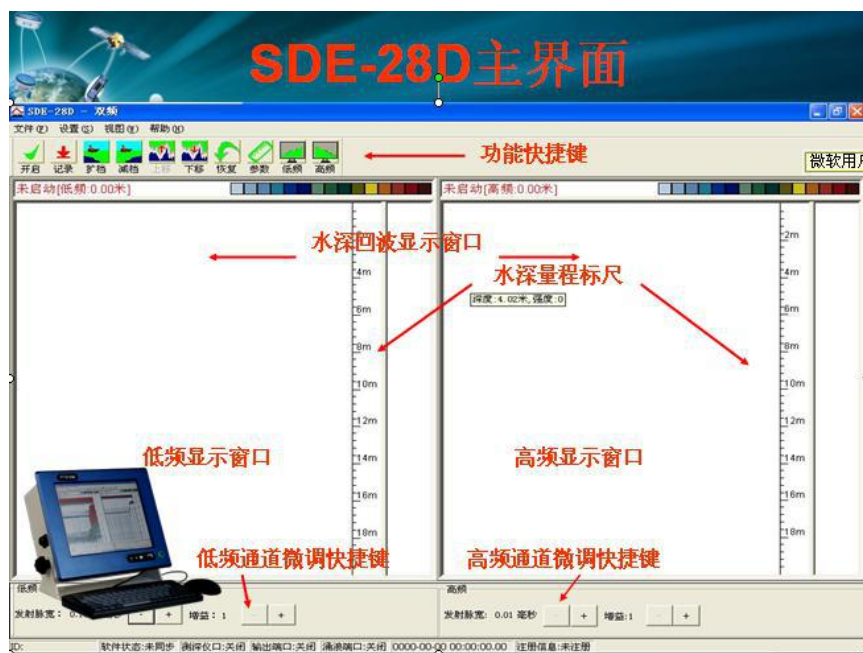 SDE-28D主界面
SDE-28D - 双频
文件(F) 设置(S) 视图(V) 帮助(H)
开启 记录 扩档 减档 上移 下移 恢复 参数 低频 高频
功能快捷键
微软用户
未启动[低频:0.00米]
未启动[高频:0.00米]
水深回波显示窗口
2m
4m
4m
水深量程标尺
深度:4.02米,强度:0
6m
6m
8m
8m
10m
10m
12m
12m
低频显示窗口
高频显示窗口
14m
14m
16m
16m
18m
18m
低频通道微调快捷键
高频通道微调快捷键
低频
高频
发射脉宽: - + 增益: 1 - +
发射脉宽: 0.01 毫秒 - + 增益:1 - +
ID: 软件状态:未同步 测深仪口:关闭 输出端口:关闭 涌浪端口:关闭 0000-00-00 00:00:00.00 注册信息:未注册